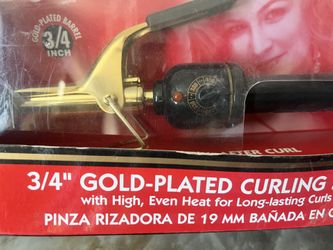 GOLD-PLATED BARREL
3/4
INCH
CURL
3/4" GOLD-PLATED CURLING
with High, Even Heat for Long-lasting Curls
PINZA RIZADORA DE 19 MM BAÑADA EN